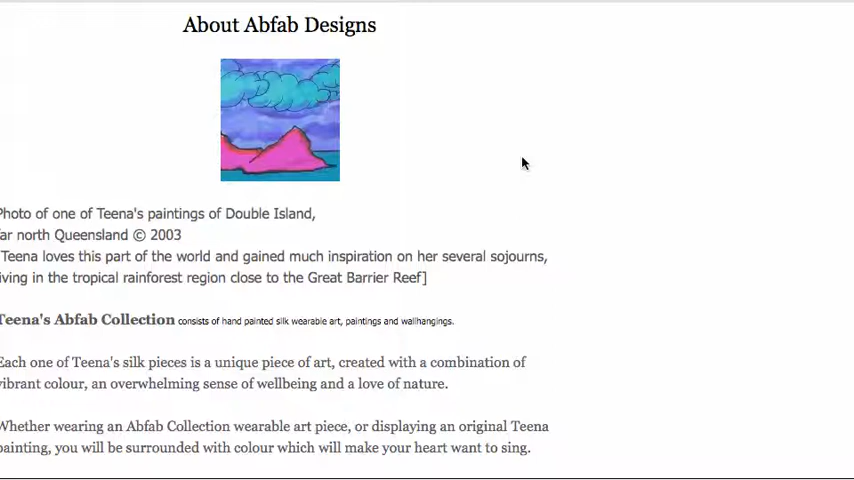 About Abfab Designs
Photo of one of Teena's paintings of Double Island,
far north Queensland © 2003
Teena loves this part of the world and gained much inspiration on her several sojourns,
living in the tropical rainforest region close to the Great Barrier Reef]
Teena's Abfab Collection consists of hand painted silk wearable art, paintings and wallhangings.
Each one of Teena's silk pieces is a unique piece of art, created with a combination of
vibrant colour, an overwhelming sense of wellbeing and a love of nature.
Whether wearing an Abfab Collection wearable art piece, or displaying an original Teena
painting, you will be surrounded with colour which will make your heart want to sing.